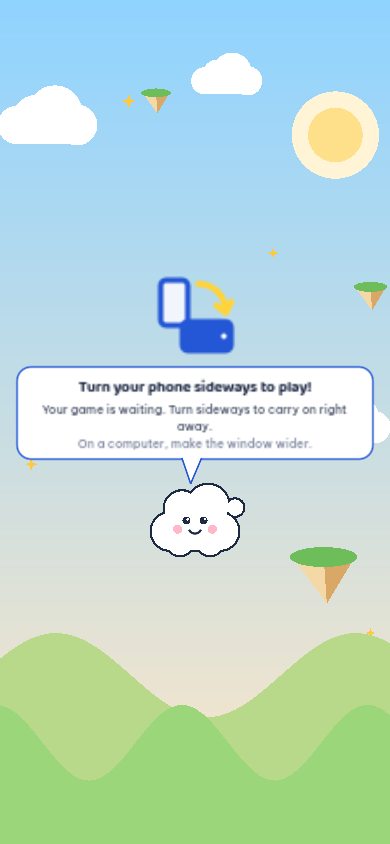 Turn your phone sideways to play!
Your game is waiting. Turn sideways to carry on right
away.
On a computer, make the window wider.